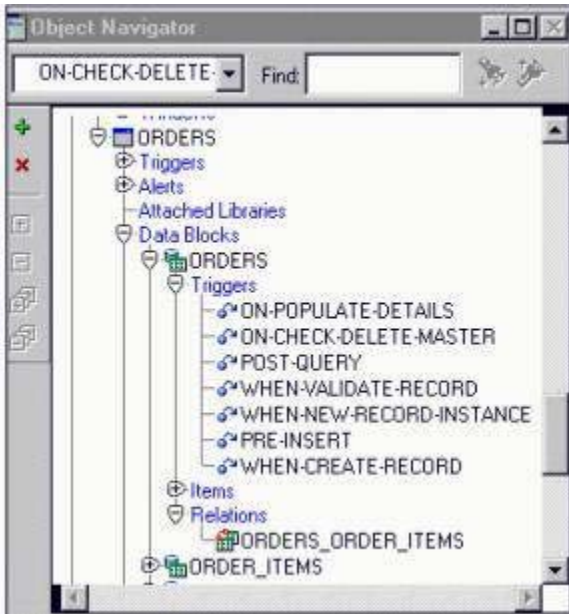 Object Navigator
ON-CHECK-DELETE-
Find:
ORDERS
Triggers
Alerts
Attached Libraries
Data Blocks
ORDERS
Triggers
ON-POPULATE-DETAILS
ON-CHECK-DELETE-MASTER
POST-QUERY
WHEN-VALIDATE-RECORD
WHEN-NEW-RECORD-INSTANCE
PRE-INSERT
WHEN-CREATE-RECORD
Items
Relations
ORDERS_ORDER_ITEMS
ORDER_ITEMS